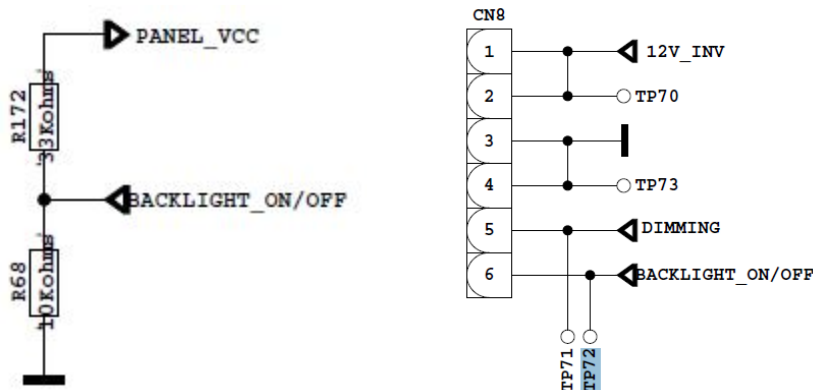 PANEL_VCC
R172
33Kohms
BACKLIGHT_ON/OFF
R68
10Kohms
CN8
1
12V_INV
2
TP70
3
4
TP73
5
DIMMING
6
BACKLIGHT_ON/OFF
TP71
TP72